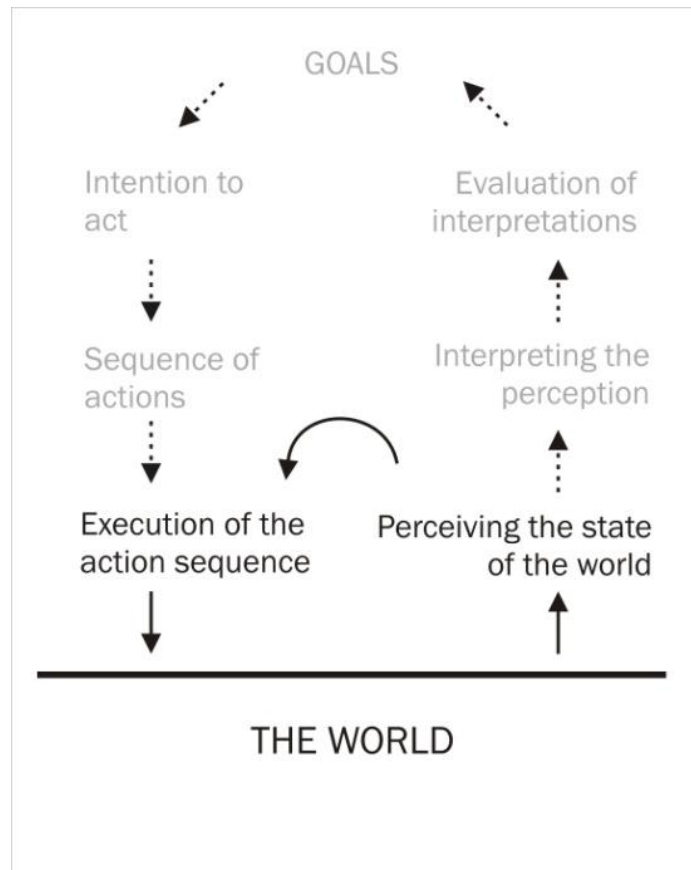 GOALS
Intention to
act
Evaluation of
interpretations
Sequence of
actions
Interpreting the
perception
Execution of the
action sequence
Perceiving the state
of the world
THE WORLD